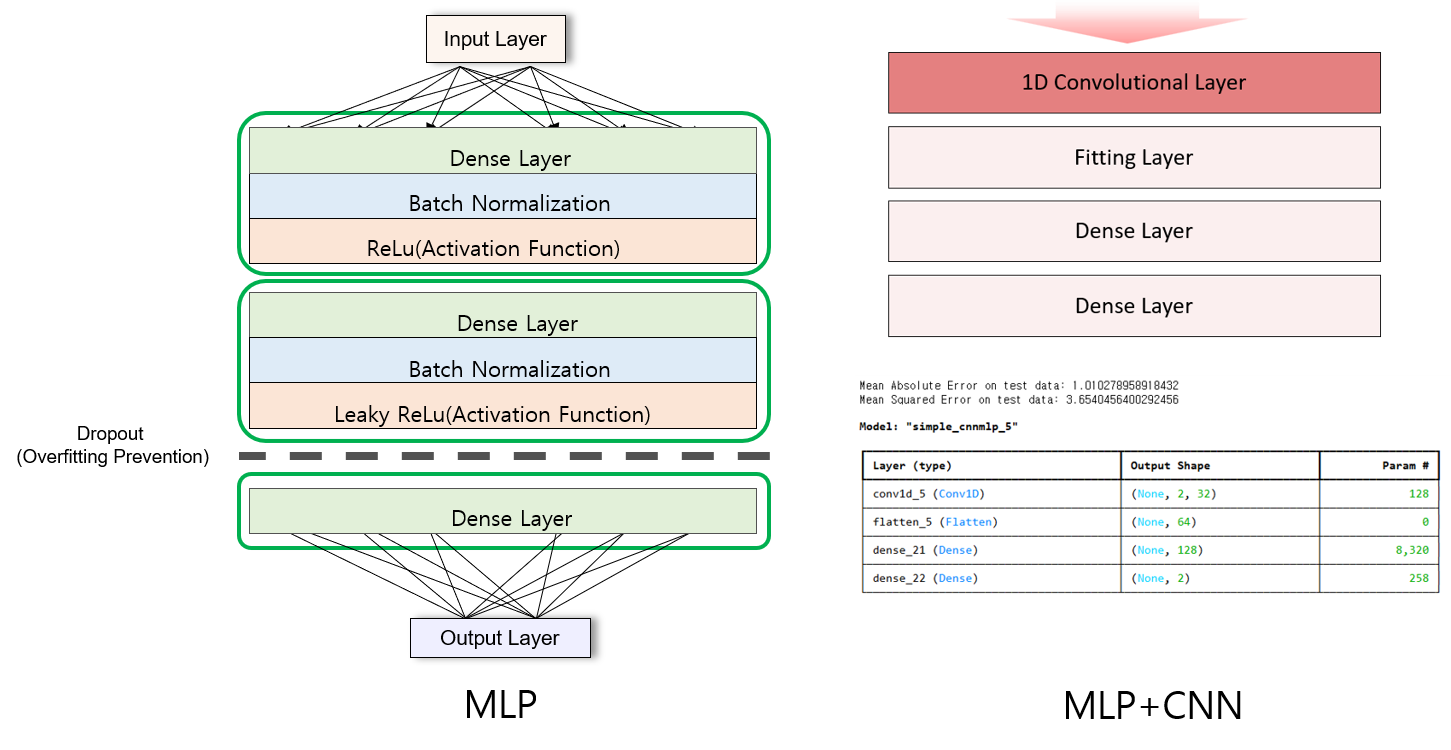 Input Layer
Dense Layer
Batch Normalization
ReLu(Activation Function)
Dense Layer
Batch Normalization
Leaky ReLu(Activation Function)
Dropout
(Overfitting Prevention)
Dense Layer
Output Layer
MLP
1D Convolutional Layer
Fitting Layer
Dense Layer
Dense Layer
Mean Absolute Error on test data: 1.010278958918432
Mean Squared Error on test data: 3.6540456400292456
Model: "simple_cnnmlp_5"
Layer (type) Output Shape Param #
conv1d_5 (Conv1D) (None, 2, 32) 128
flatten_5 (Flatten) (None, 64) 0
dense_21 (Dense) (None, 128) 8,320
dense_22 (Dense) (None, 2) 258
MLP+CNN